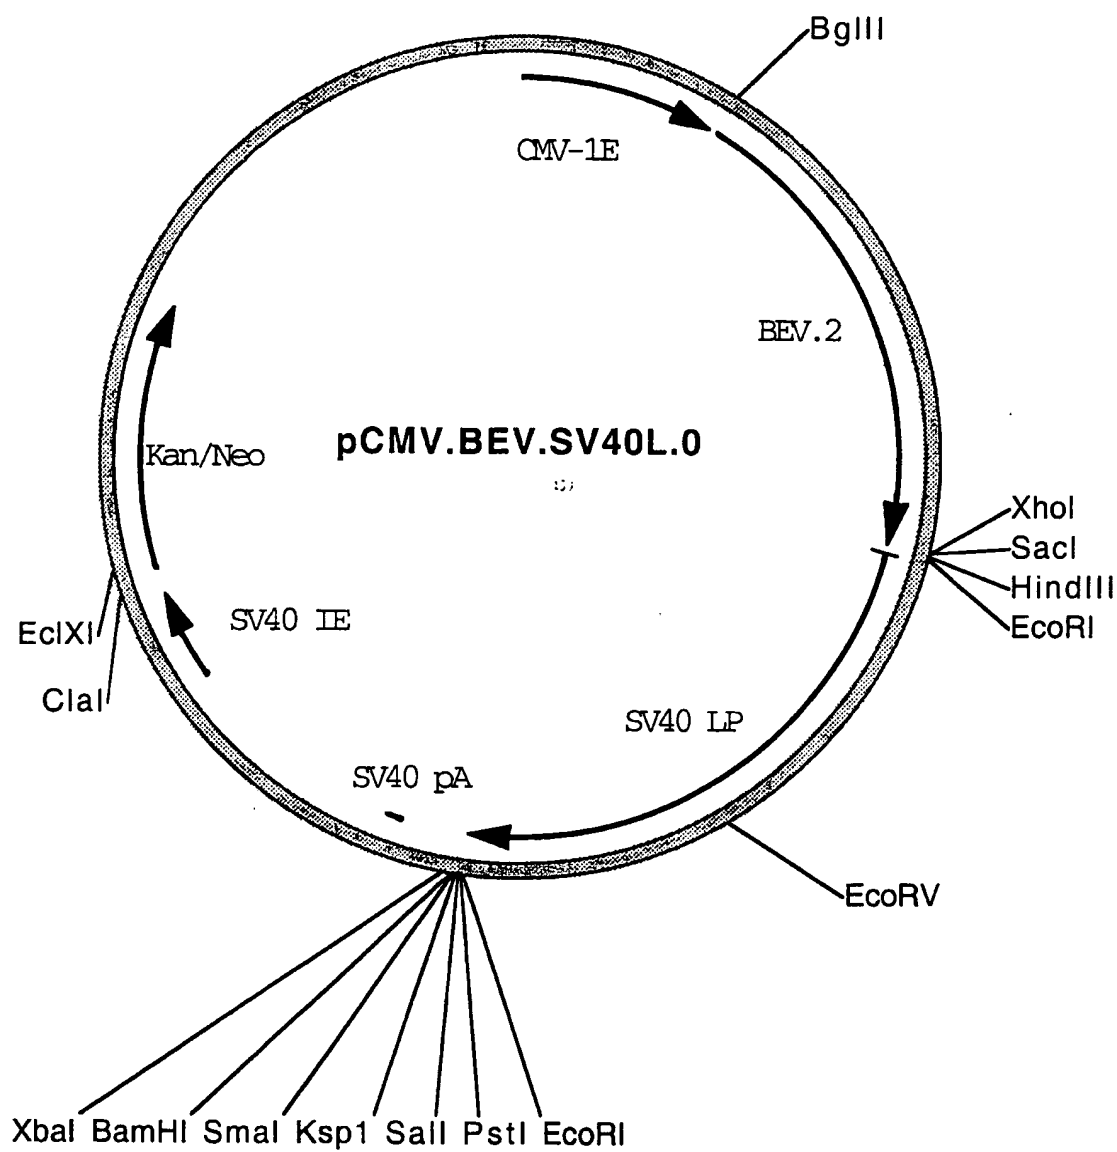 BglII
CMV-1E
BEV.2
pCMV.BEV.SV40L.0
Kan/Neo
XhoI
SacI
HindIII
EcoRI
SV40 IE
EclXI
ClaI
SV40 LP
SV40 pA
EcoRV
XbaI BamHI SmaI Ksp1 SalI PstI EcoRI